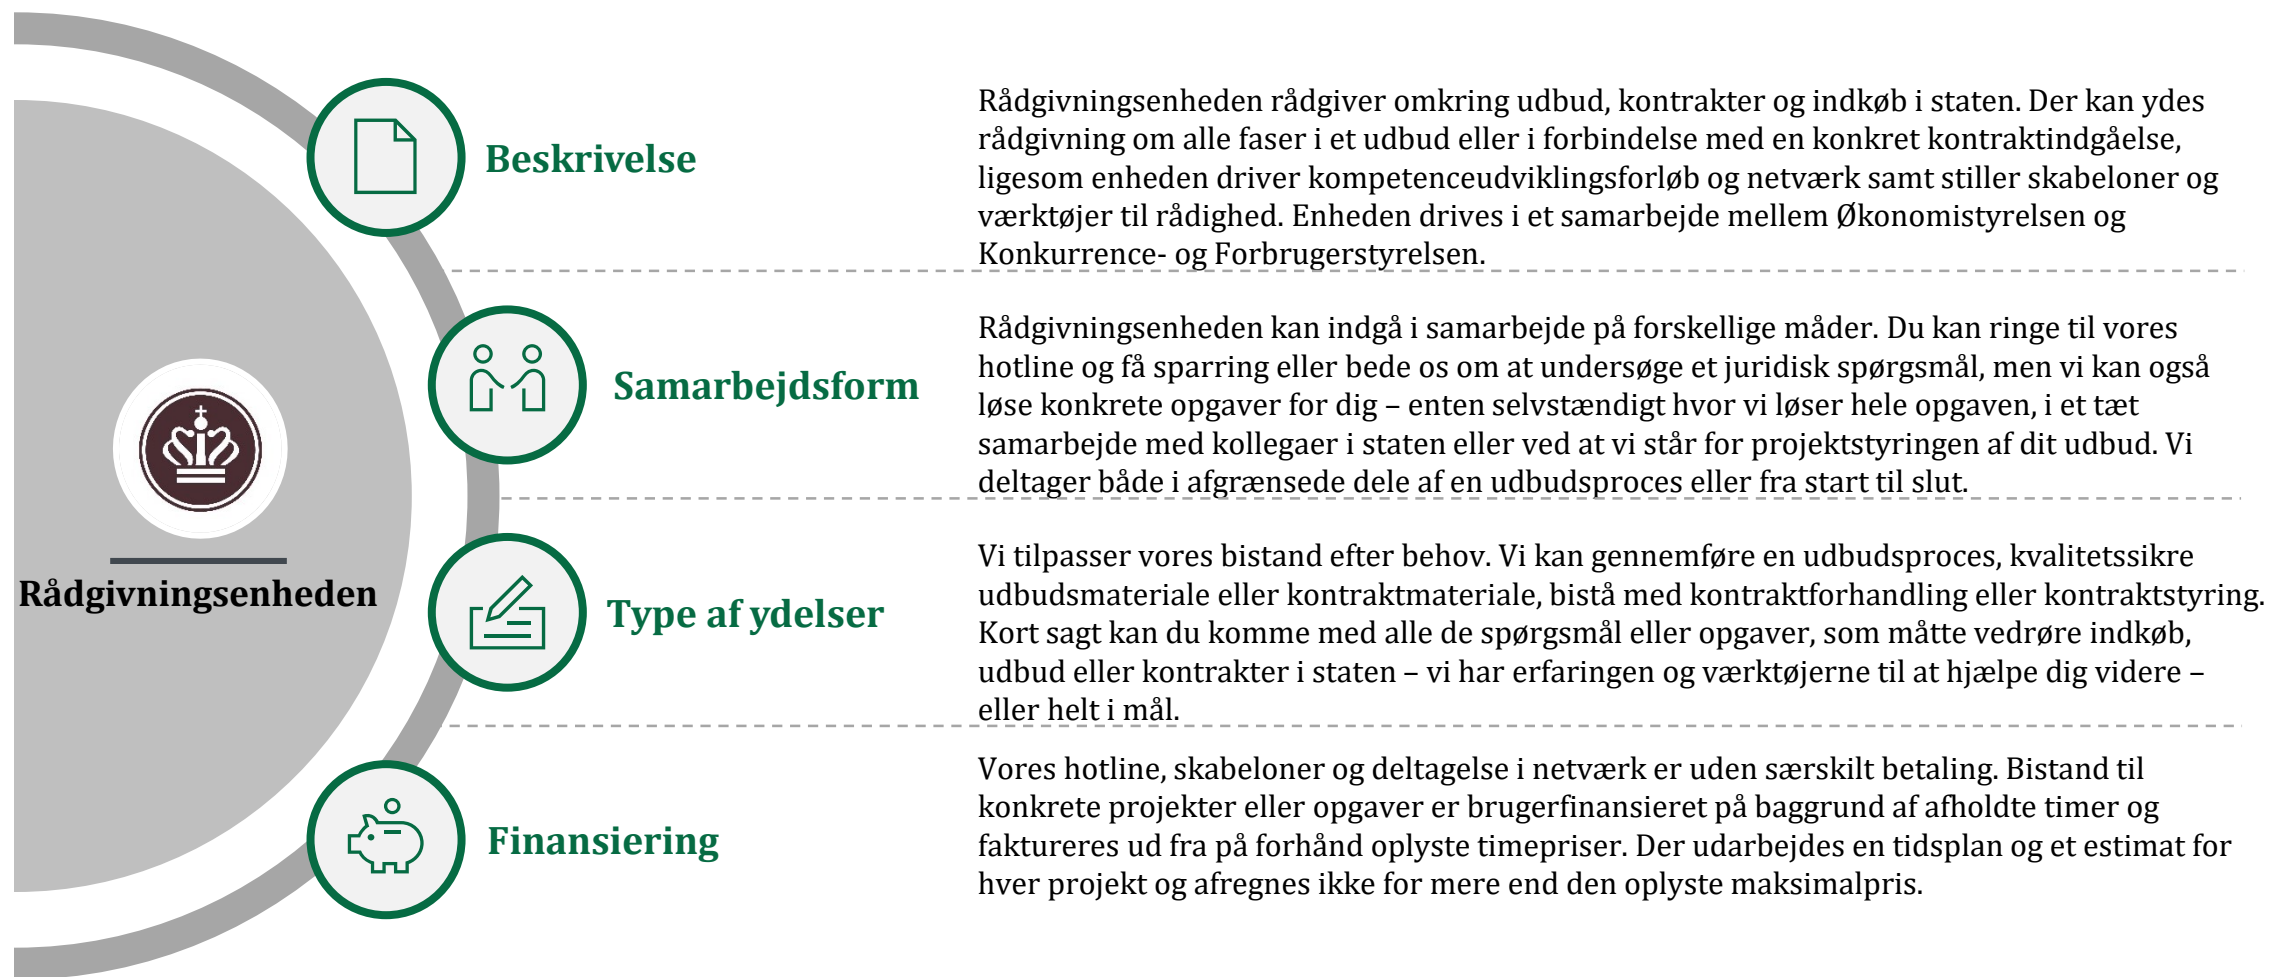 Beskrivelse
Rådgivningsenheden rådgiver omkring udbud, kontrakter og indkøb i staten. Der kan ydes
rådgivning om alle faser i et udbud eller i forbindelse med en konkret kontraktindgåelse,
ligesom enheden driver kompetenceudviklingsforløb og netværk samt stiller skabeloner og
værktøjer til rådighed. Enheden drives i et samarbejde mellem Økonomistyrelsen og
Konkurrence- og Forbrugerstyrelsen.
Samarbejdsform
Rådgivningsenheden kan indgå i samarbejde på forskellige måder. Du kan ringe til vores
hotline og få sparring eller bede os om at undersøge et juridisk spørgsmål, men vi kan også
løse konkrete opgaver for dig – enten selvstændigt hvor vi løser hele opgaven, i et tæt
samarbejde med kollegaer i staten eller ved at vi står for projektstyringen af dit udbud. Vi
deltager både i afgrænsede dele af en udbudsproces eller fra start til slut.
Rådgivningsenheden
Type af ydelser
Vi tilpasser vores bistand efter behov. Vi kan gennemføre en udbudsproces, kvalitetssikre
udbudsmateriale eller kontraktmateriale, bistå med kontraktforhandling eller kontraktstyring.
Kort sagt kan du komme med alle de spørgsmål eller opgaver, som måtte vedrøre indkøb,
udbud eller kontrakter i staten – vi har erfaringen og værktøjerne til at hjælpe dig videre –
eller helt i mål.
Finansiering
Vores hotline, skabeloner og deltagelse i netværk er uden særskilt betaling. Bistand til
konkrete projekter eller opgaver er brugerfinansieret på baggrund af afholdte timer og
faktureres ud fra på forhånd oplyste timepriser. Der udarbejdes en tidsplan og et estimat for
hver projekt og afregnes ikke for mere end den oplyste maksimalpris.